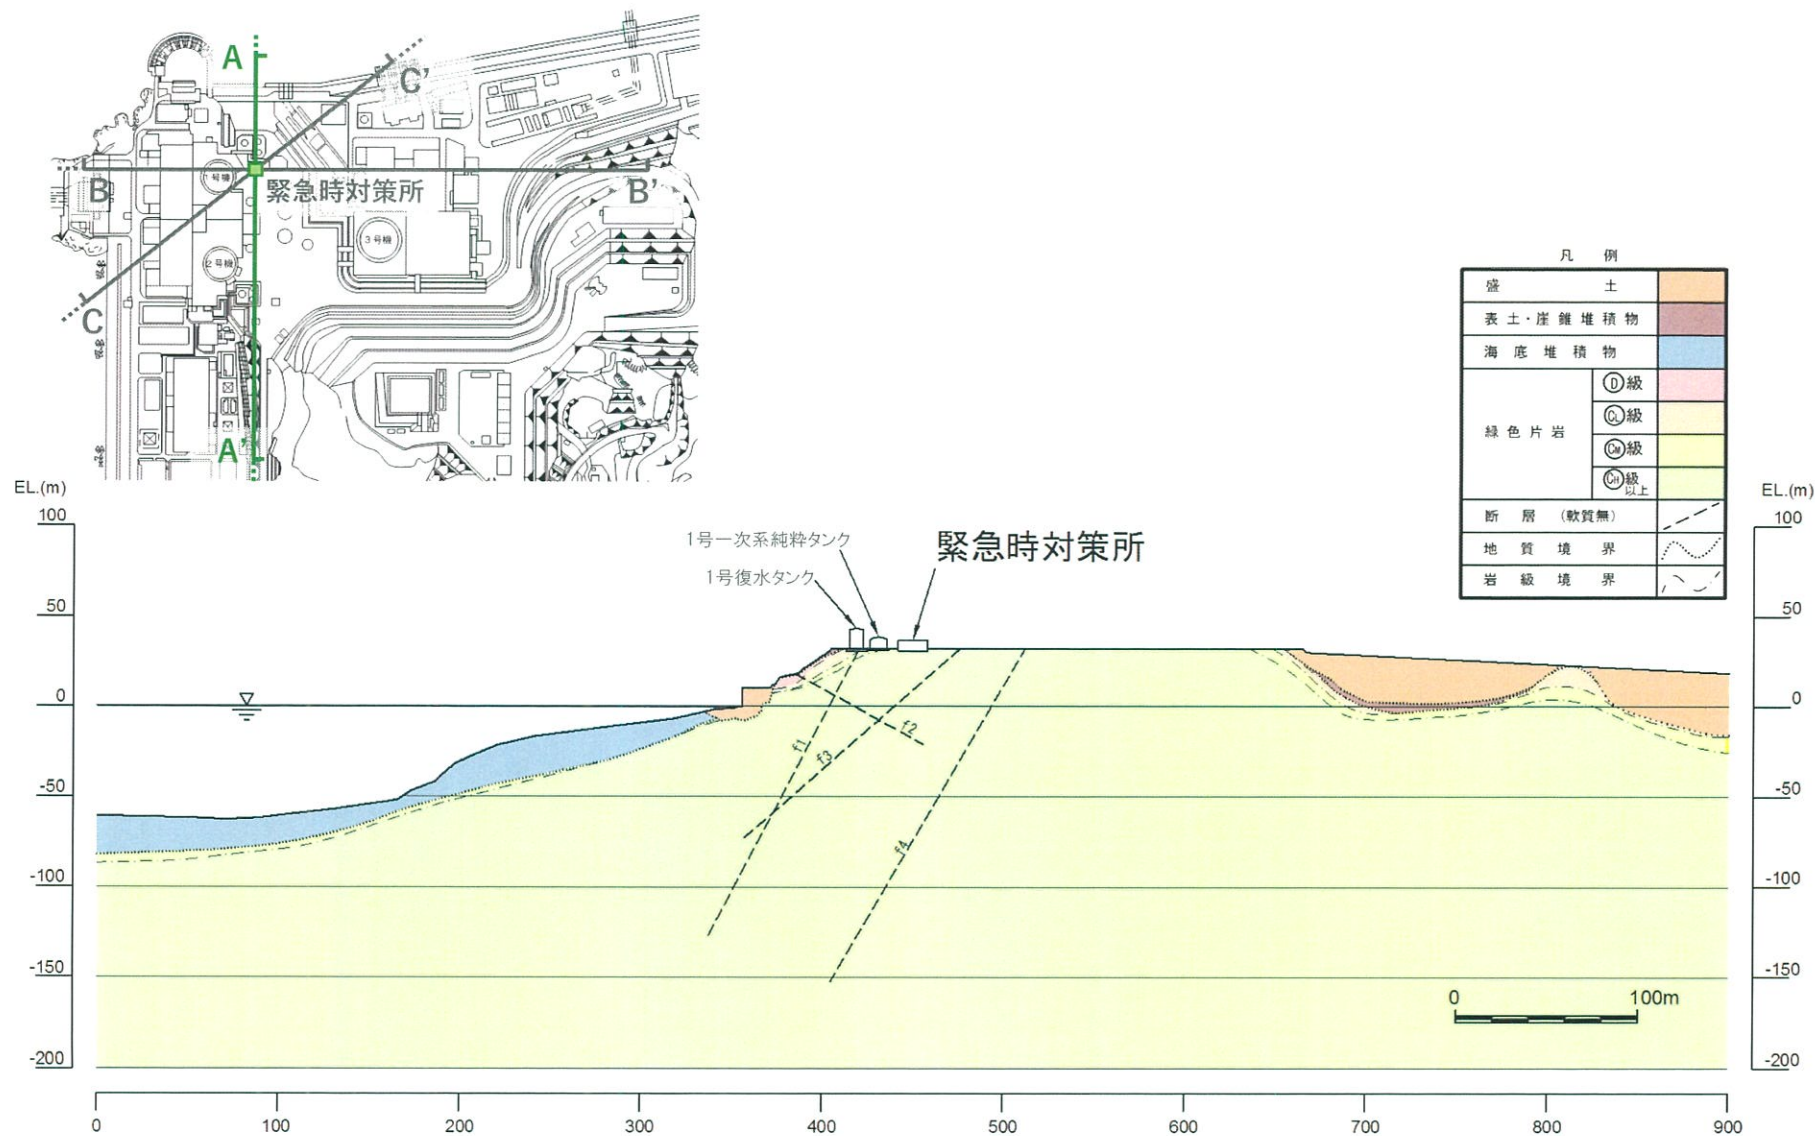 A
C'
B
1号機
緊急時対策所
B'
3号機
2号機
C
A'
凡 例
盛 土
表土・崖錐堆積物
海底堆積物
緑色片岩
D級
CL級
CM級
CH級
以上
断 層 (軟質無)
地質境界
岩級境界
EL.(m)
EL.(m)
100
50
0
-50
-100
-150
-200
100
50
0
-50
-100
-150
-200
1号一次系純粋タンク
1号復水タンク
緊急時対策所
f1
f2
f3
f4
0 100m
0 100 200 300 400 500 600 700 800 900